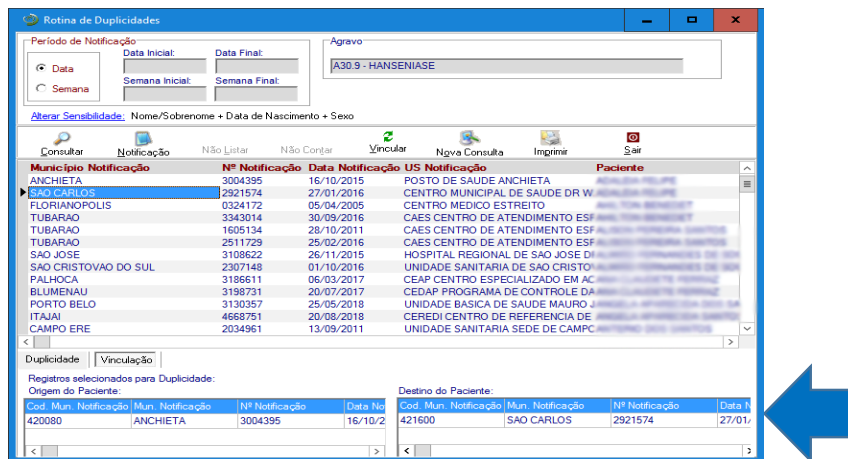 Rotina de Duplicidades
Período de Notificação
Data Inicial: Data Final:
Data
Semana Inicial: Semana Final:
Semana
Agravo
A30.9 - HANSENIASE
Alterar Sensibilidade: Nome/Sobrenome + Data de Nascimento + Sexo
Consultar Notificação Não Listar Não Contar Vincular Nova Consulta Imprimir Sair
Município Notificação Nº Notificação Data Notificação US Notificação Paciente
ANCHIETA 3004395 16/10/2015 POSTO DE SAUDE ANCHIETA
SAO CARLOS 2921574 27/01/2016 CENTRO MUNICIPAL DE SAUDE DR W.
FLORIANOPOLIS 0324172 05/04/2005 CENTRO MEDICO ESTREITO
TUBARAO 3343014 30/09/2016 CAES CENTRO DE ATENDIMENTO ESF
TUBARAO 1605134 28/10/2011 CAES CENTRO DE ATENDIMENTO ESF
TUBARAO 2511729 25/02/2016 CAES CENTRO DE ATENDIMENTO ESF
SAO JOSE 3108622 26/11/2015 HOSPITAL REGIONAL DE SAO JOSE DI
SAO CRISTOVAO DO SUL 2307148 01/10/2016 UNIDADE SANITARIA DE SAO CRISTO
PALHOCA 3186611 06/03/2017 CEAP CENTRO ESPECIALIZADO EM AC
BLUMENAU 3198731 20/07/2017 CEDAP PROGRAMA DE CONTROLE DA
PORTO BELO 3130357 25/05/2018 UNIDADE BASICA DE SAUDE MAURO J
ITAJAI 4668751 20/08/2018 CEREDI CENTRO DE REFERENCIA DE
CAMPO ERE 2034961 13/09/2011 UNIDADE SANITARIA SEDE DE CAMPO
Duplicidade Vinculação
Registros selecionados para Duplicidade:
Origem do Paciente: Destino do Paciente:
Cod. Mun. Notificação Mun. Notificação Nº Notificação Data No
420080 ANCHIETA 3004395 16/10/2
Cod. Mun. Notificação Mun. Notificação Nº Notificação Data N
421600 SAO CARLOS 2921574 27/01/